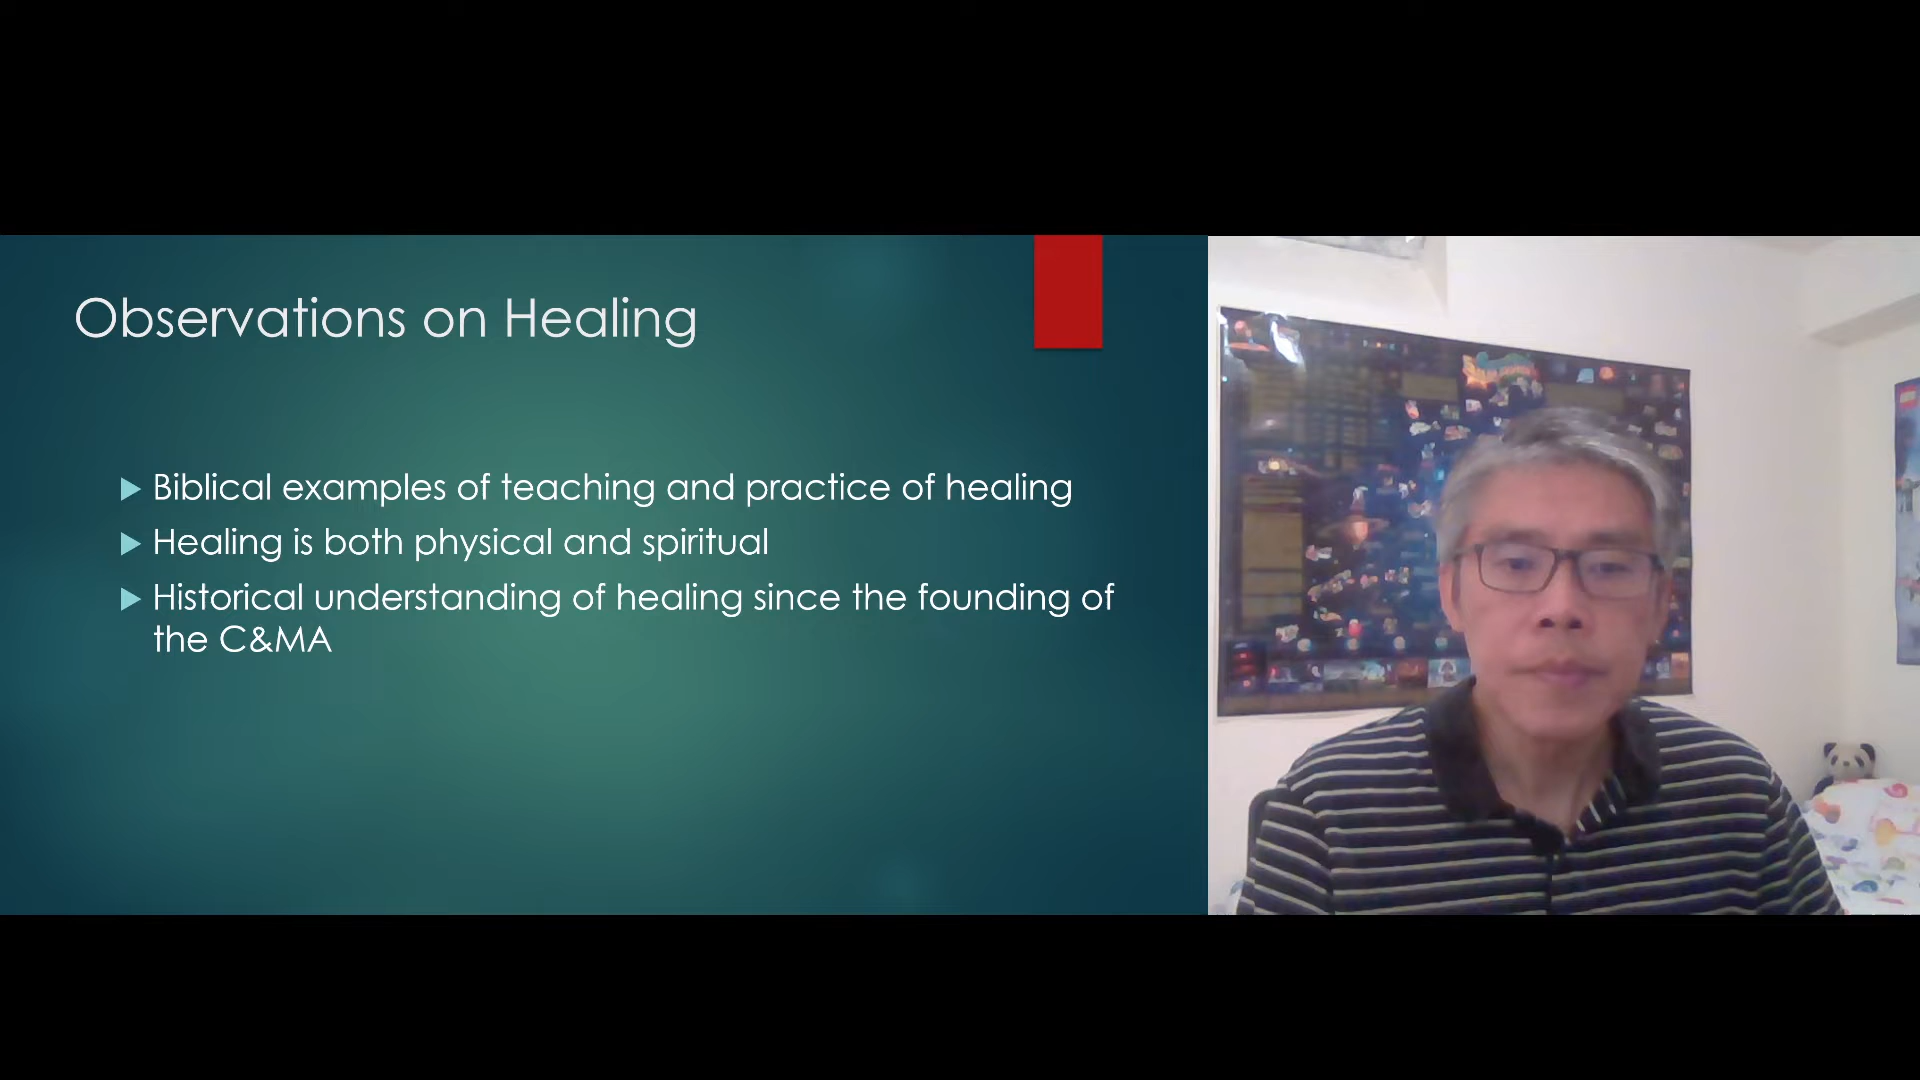 Observations on Healing
Biblical examples of teaching and practice of healing
Healing is both physical and spiritual
Historical understanding of healing since the founding of
the C&MA